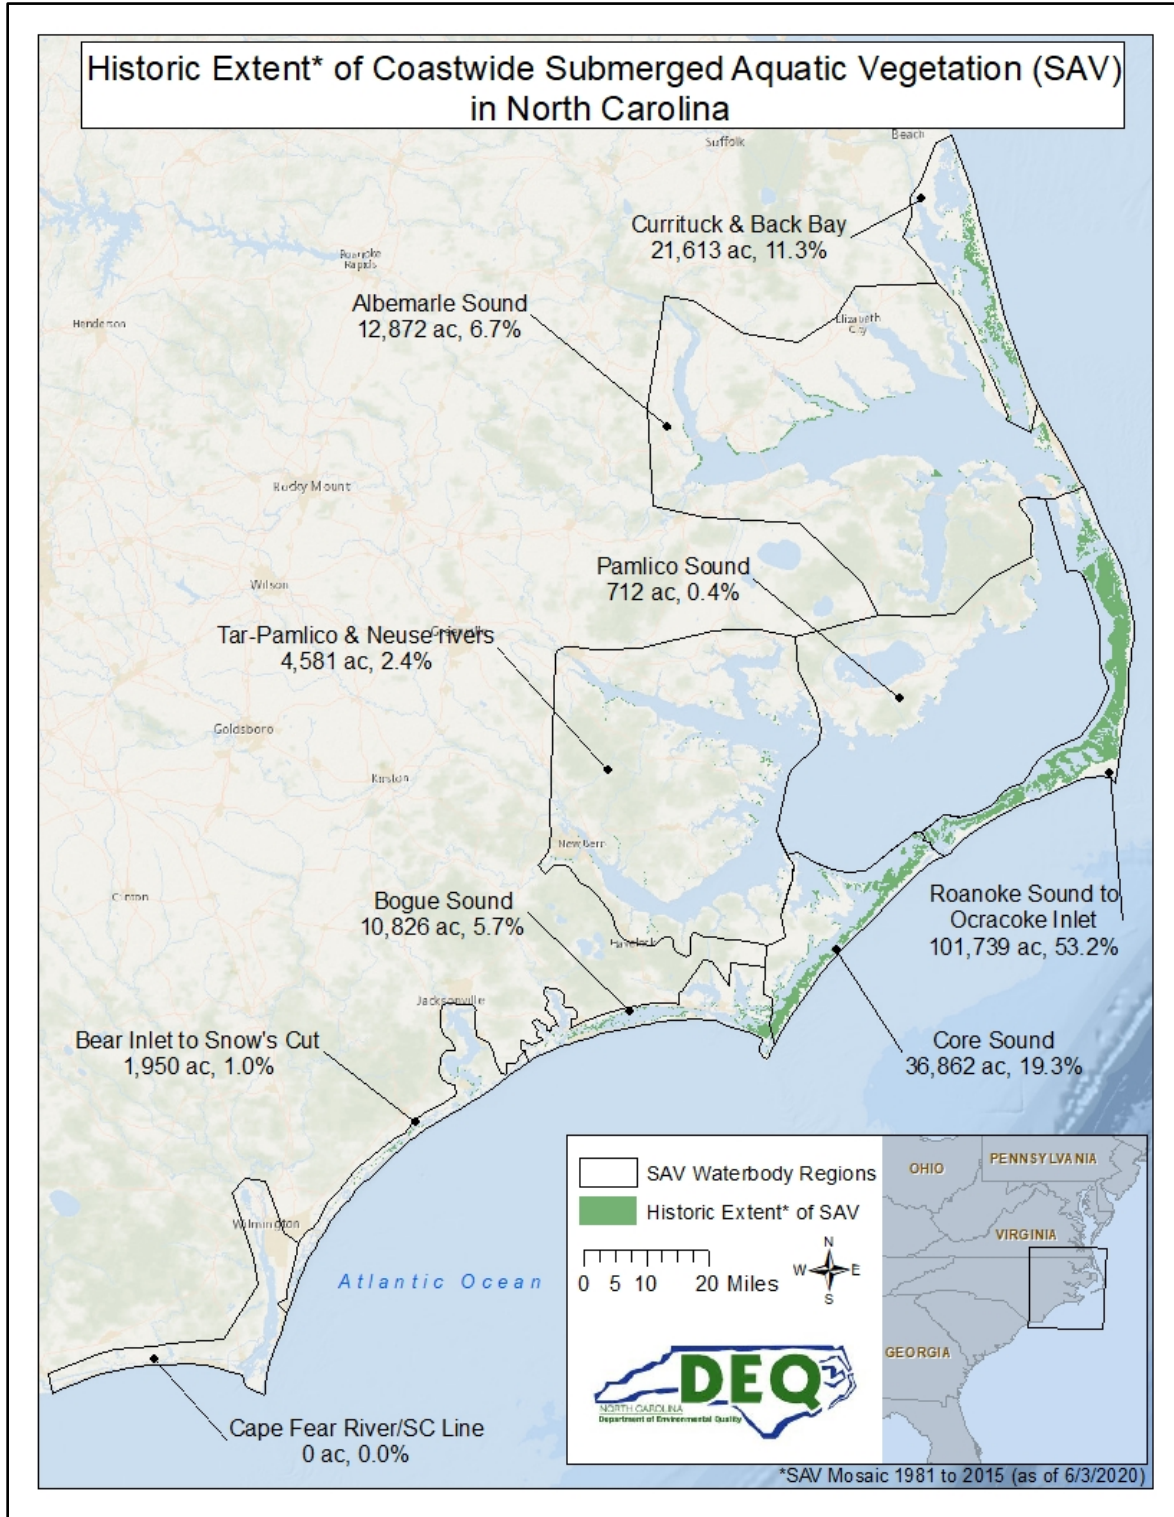 Historic Extent* of Coastwide Submerged Aquatic Vegetation (SAV)
in North Carolina
Beach
Suffolk
Currituck & Back Bay
21,613 ac, 11.3%
Roanoke
Rapids
Albemarle Sound
12,872 ac, 6.7%
Henderson
Elizabeth
City
Rocky Mount
Pamlico Sound
712 ac, 0.4%
Wilson
Tar-Pamlico & Neuse rivers
4,581 ac, 2.4%
Goldsboro
Kinston
New Bern
Clinton
Bogue Sound
10,826 ac, 5.7%
Roanoke Sound to
Ocracoke Inlet
101,739 ac, 53.2%
Havelock
Jacksonville
Bear Inlet to Snow's Cut
1,950 ac, 1.0%
Core Sound
36,862 ac, 19.3%
Wilmington
Atlantic Ocean
Cape Fear River/SC Line
0 ac, 0.0%
SAV Waterbody Regions
Historic Extent* of SAV
0 5 10 20 Miles
N
W E
S
DEQ
NORTH CAROLINA
Department of Environmental Quality
OHIO
PENNSYLVANIA
VIRGINIA
GEORGIA
*SAV Mosaic 1981 to 2015 (as of 6/3/2020)